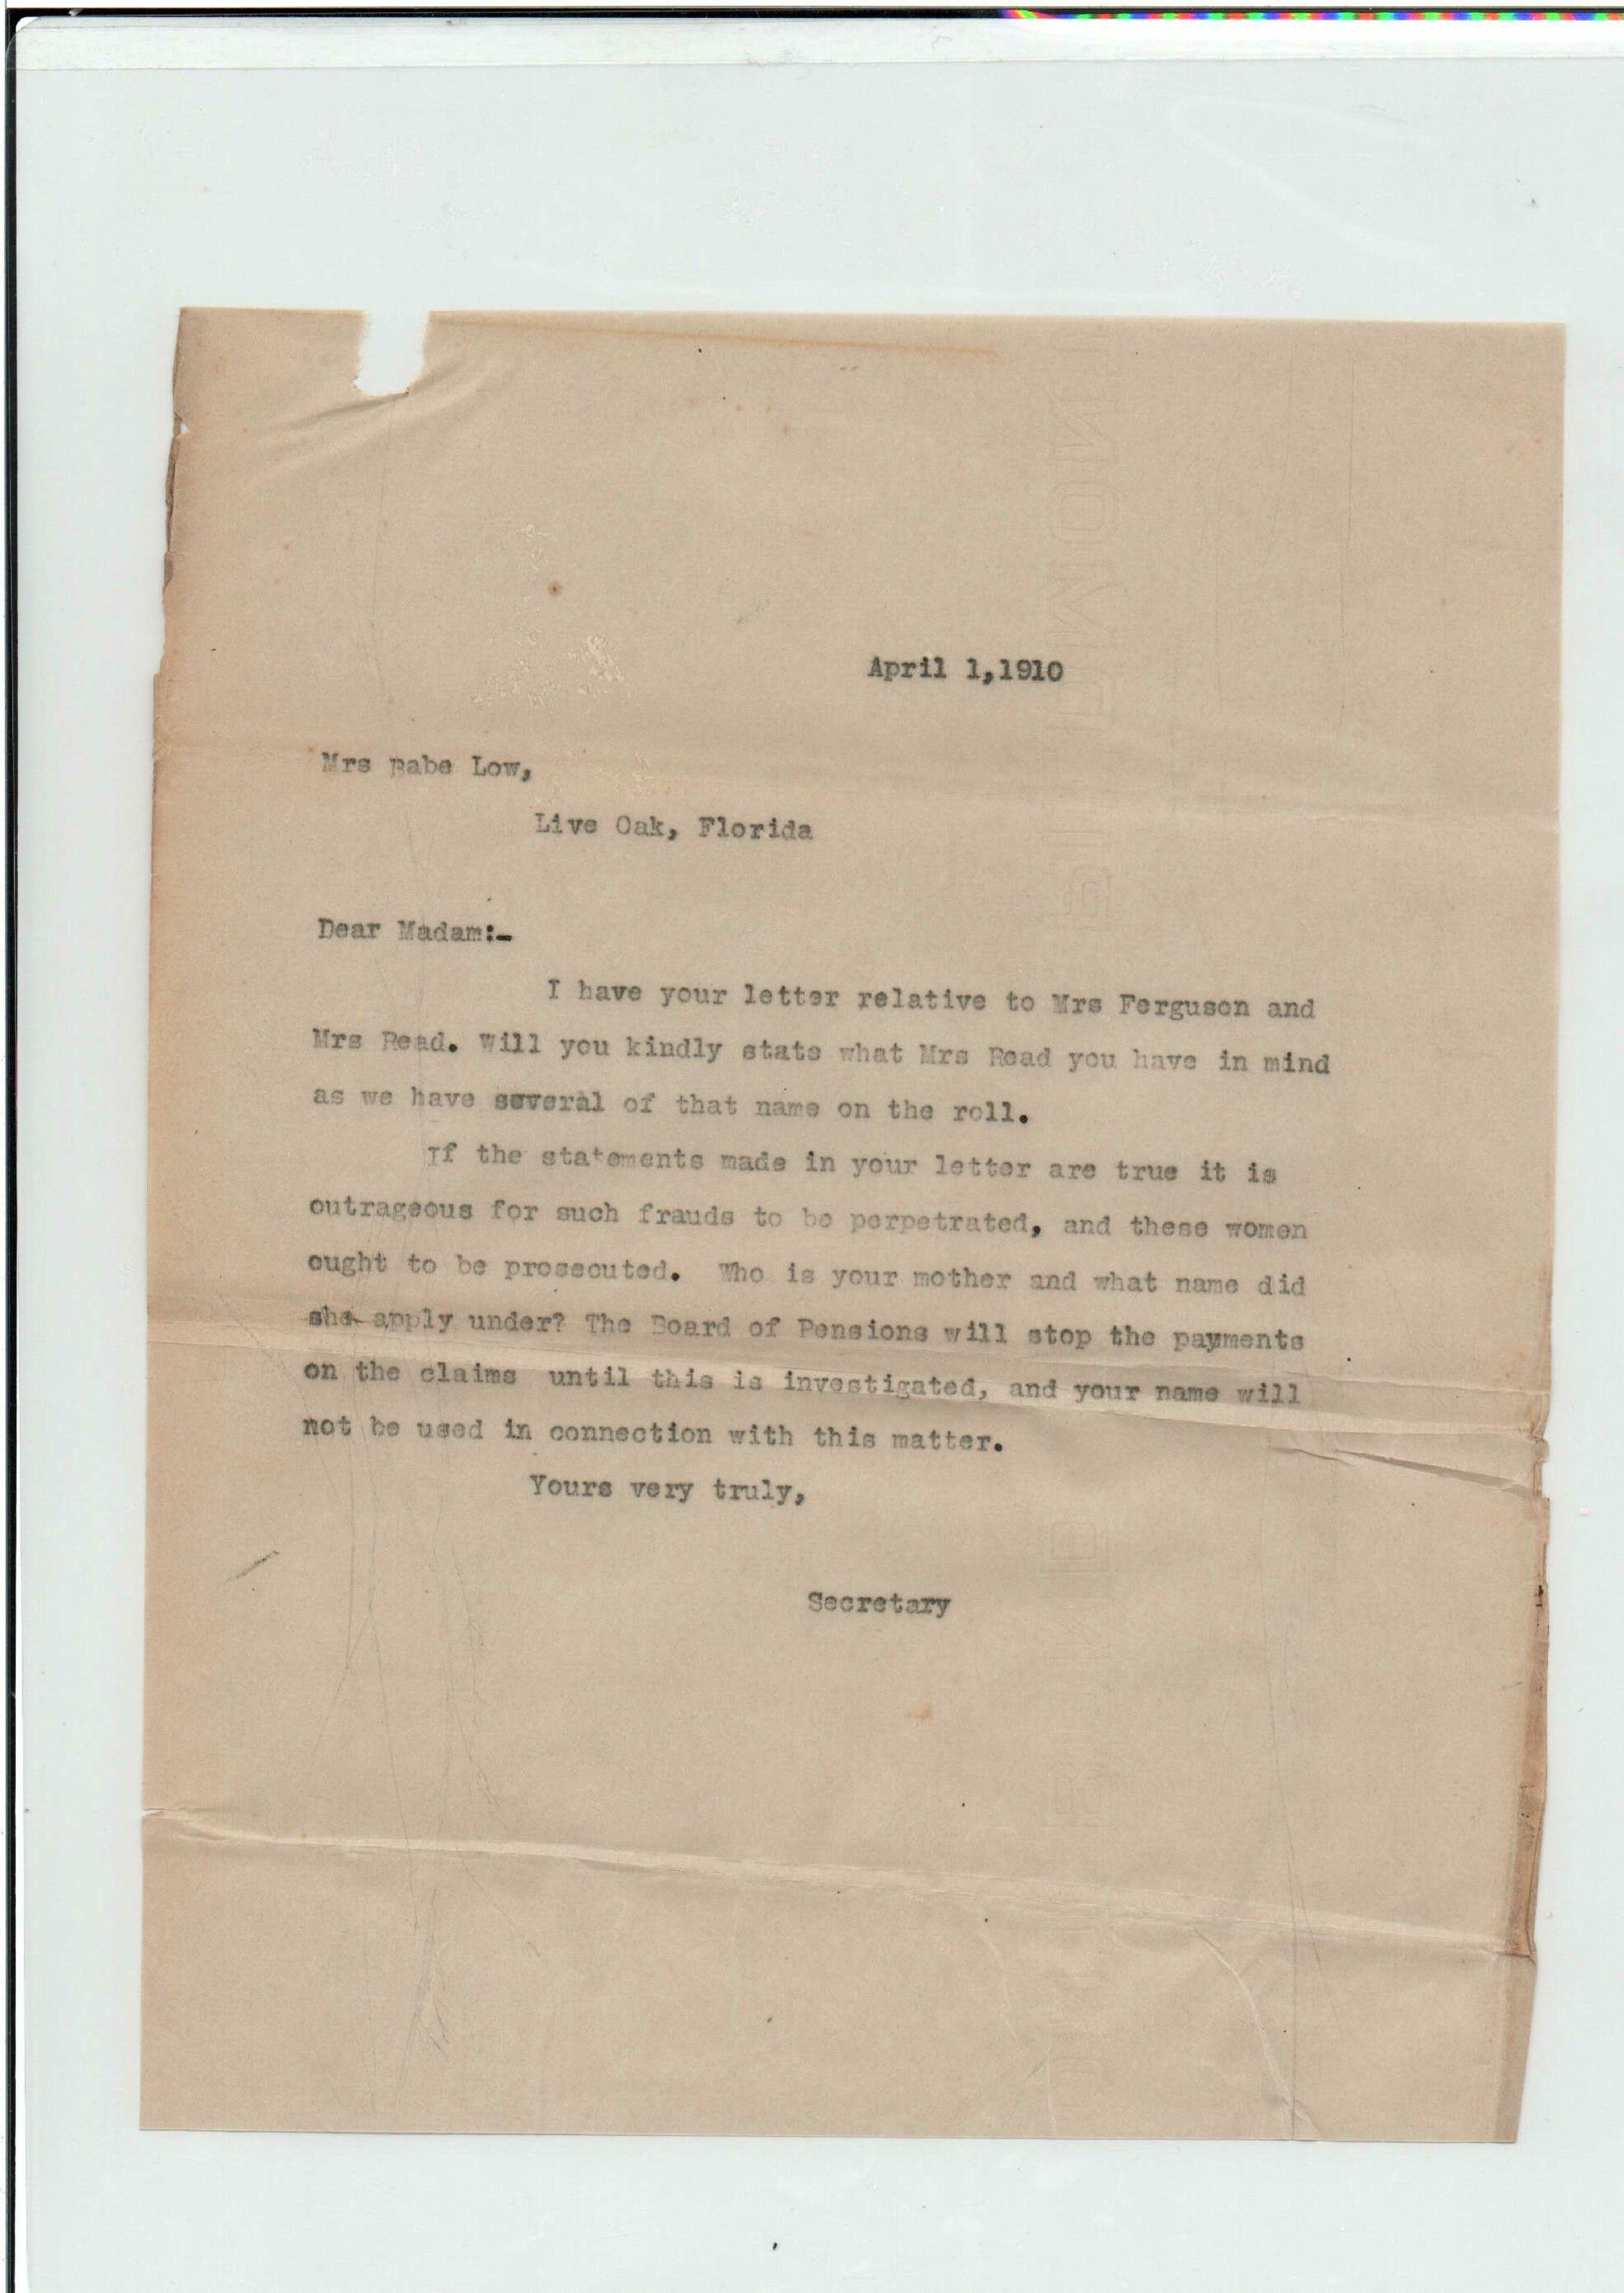 April 1,1910
Mrs Babe Low,
Live Oak, Florida
Dear Madam:-
I have your letter relative to Mrs Ferguson and
Mrs Read. Will you kindly state what Mrs Read you have in mind
as we have several of that name on the roll.
If the statements made in your letter are true it is
outrageous for such frauds to be perpetrated, and these women
ought to be prosecuted. Who is your mother and what name did
she apply under? The Board of Pensions will stop the payments
on the claims until this is investigated, and your name will
not be used in connection with this matter.
Yours very truly,
Secretary